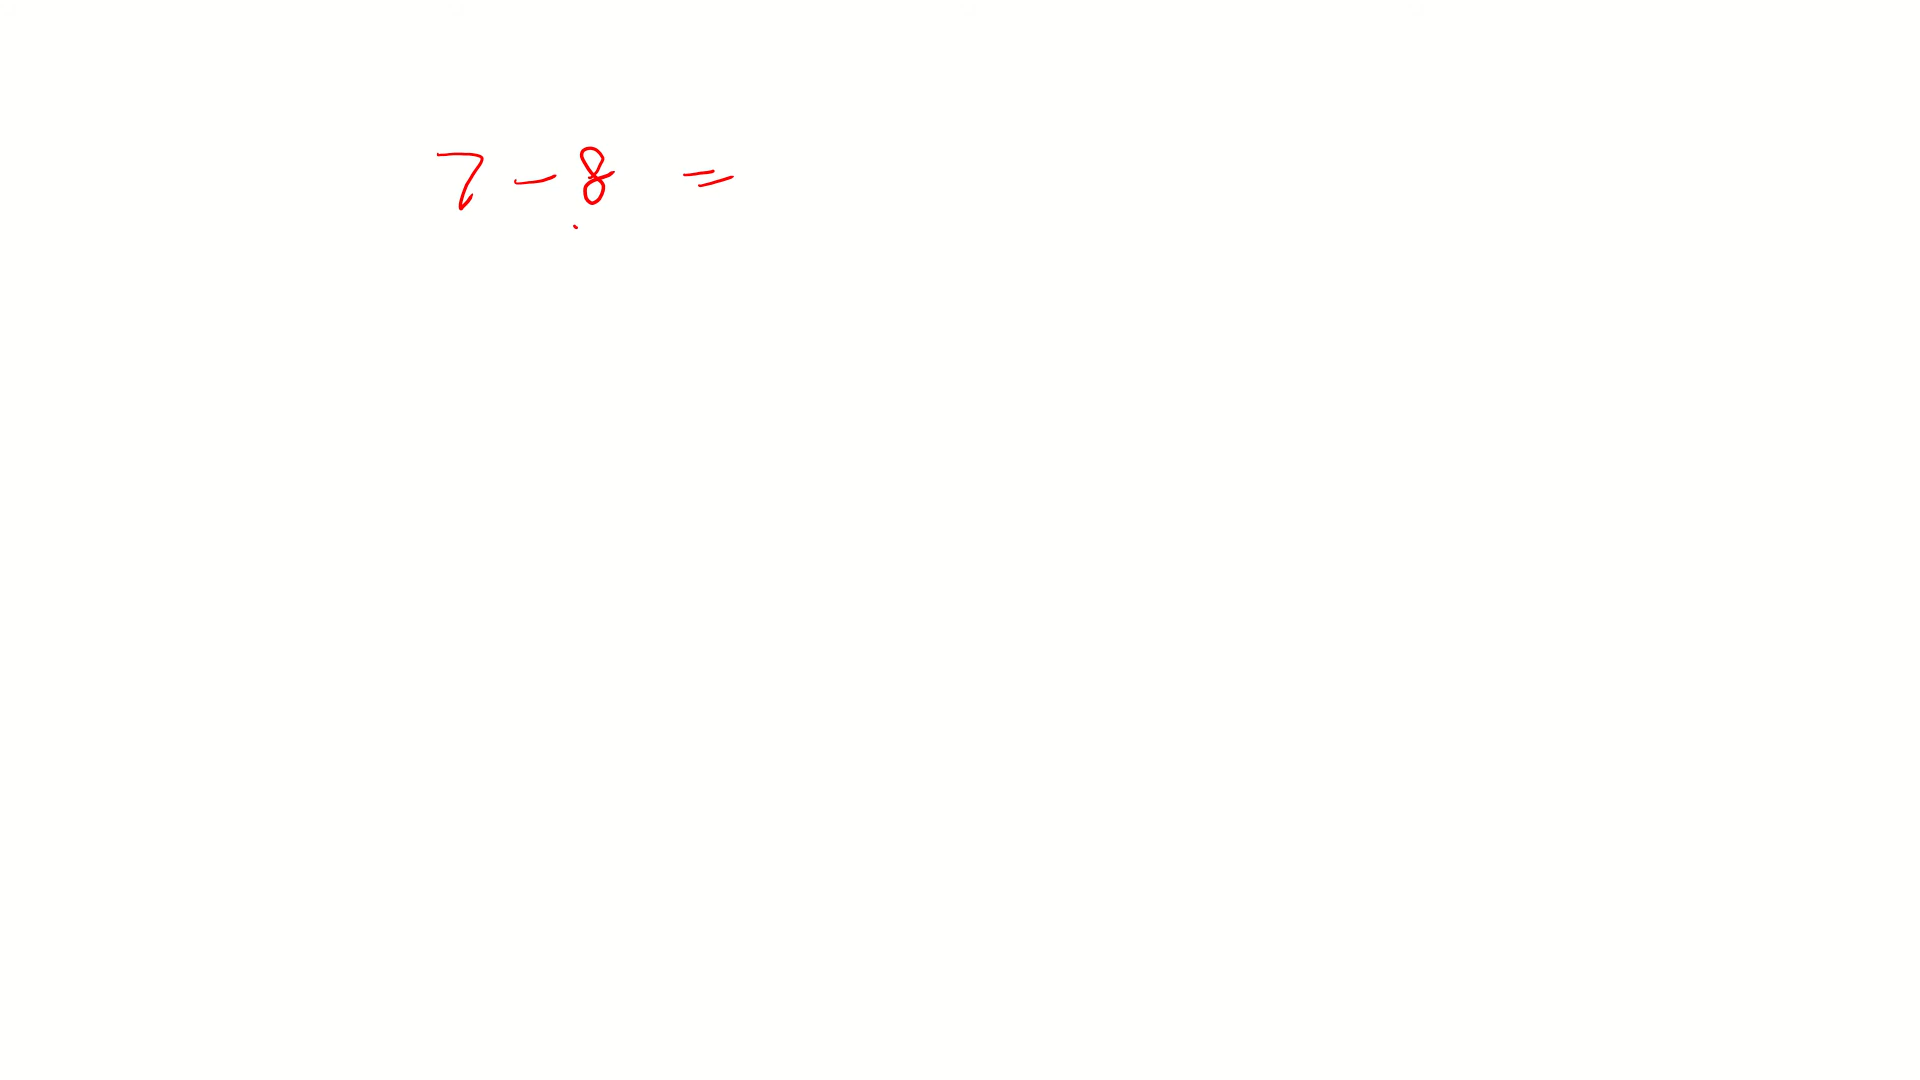 7 - 8 =